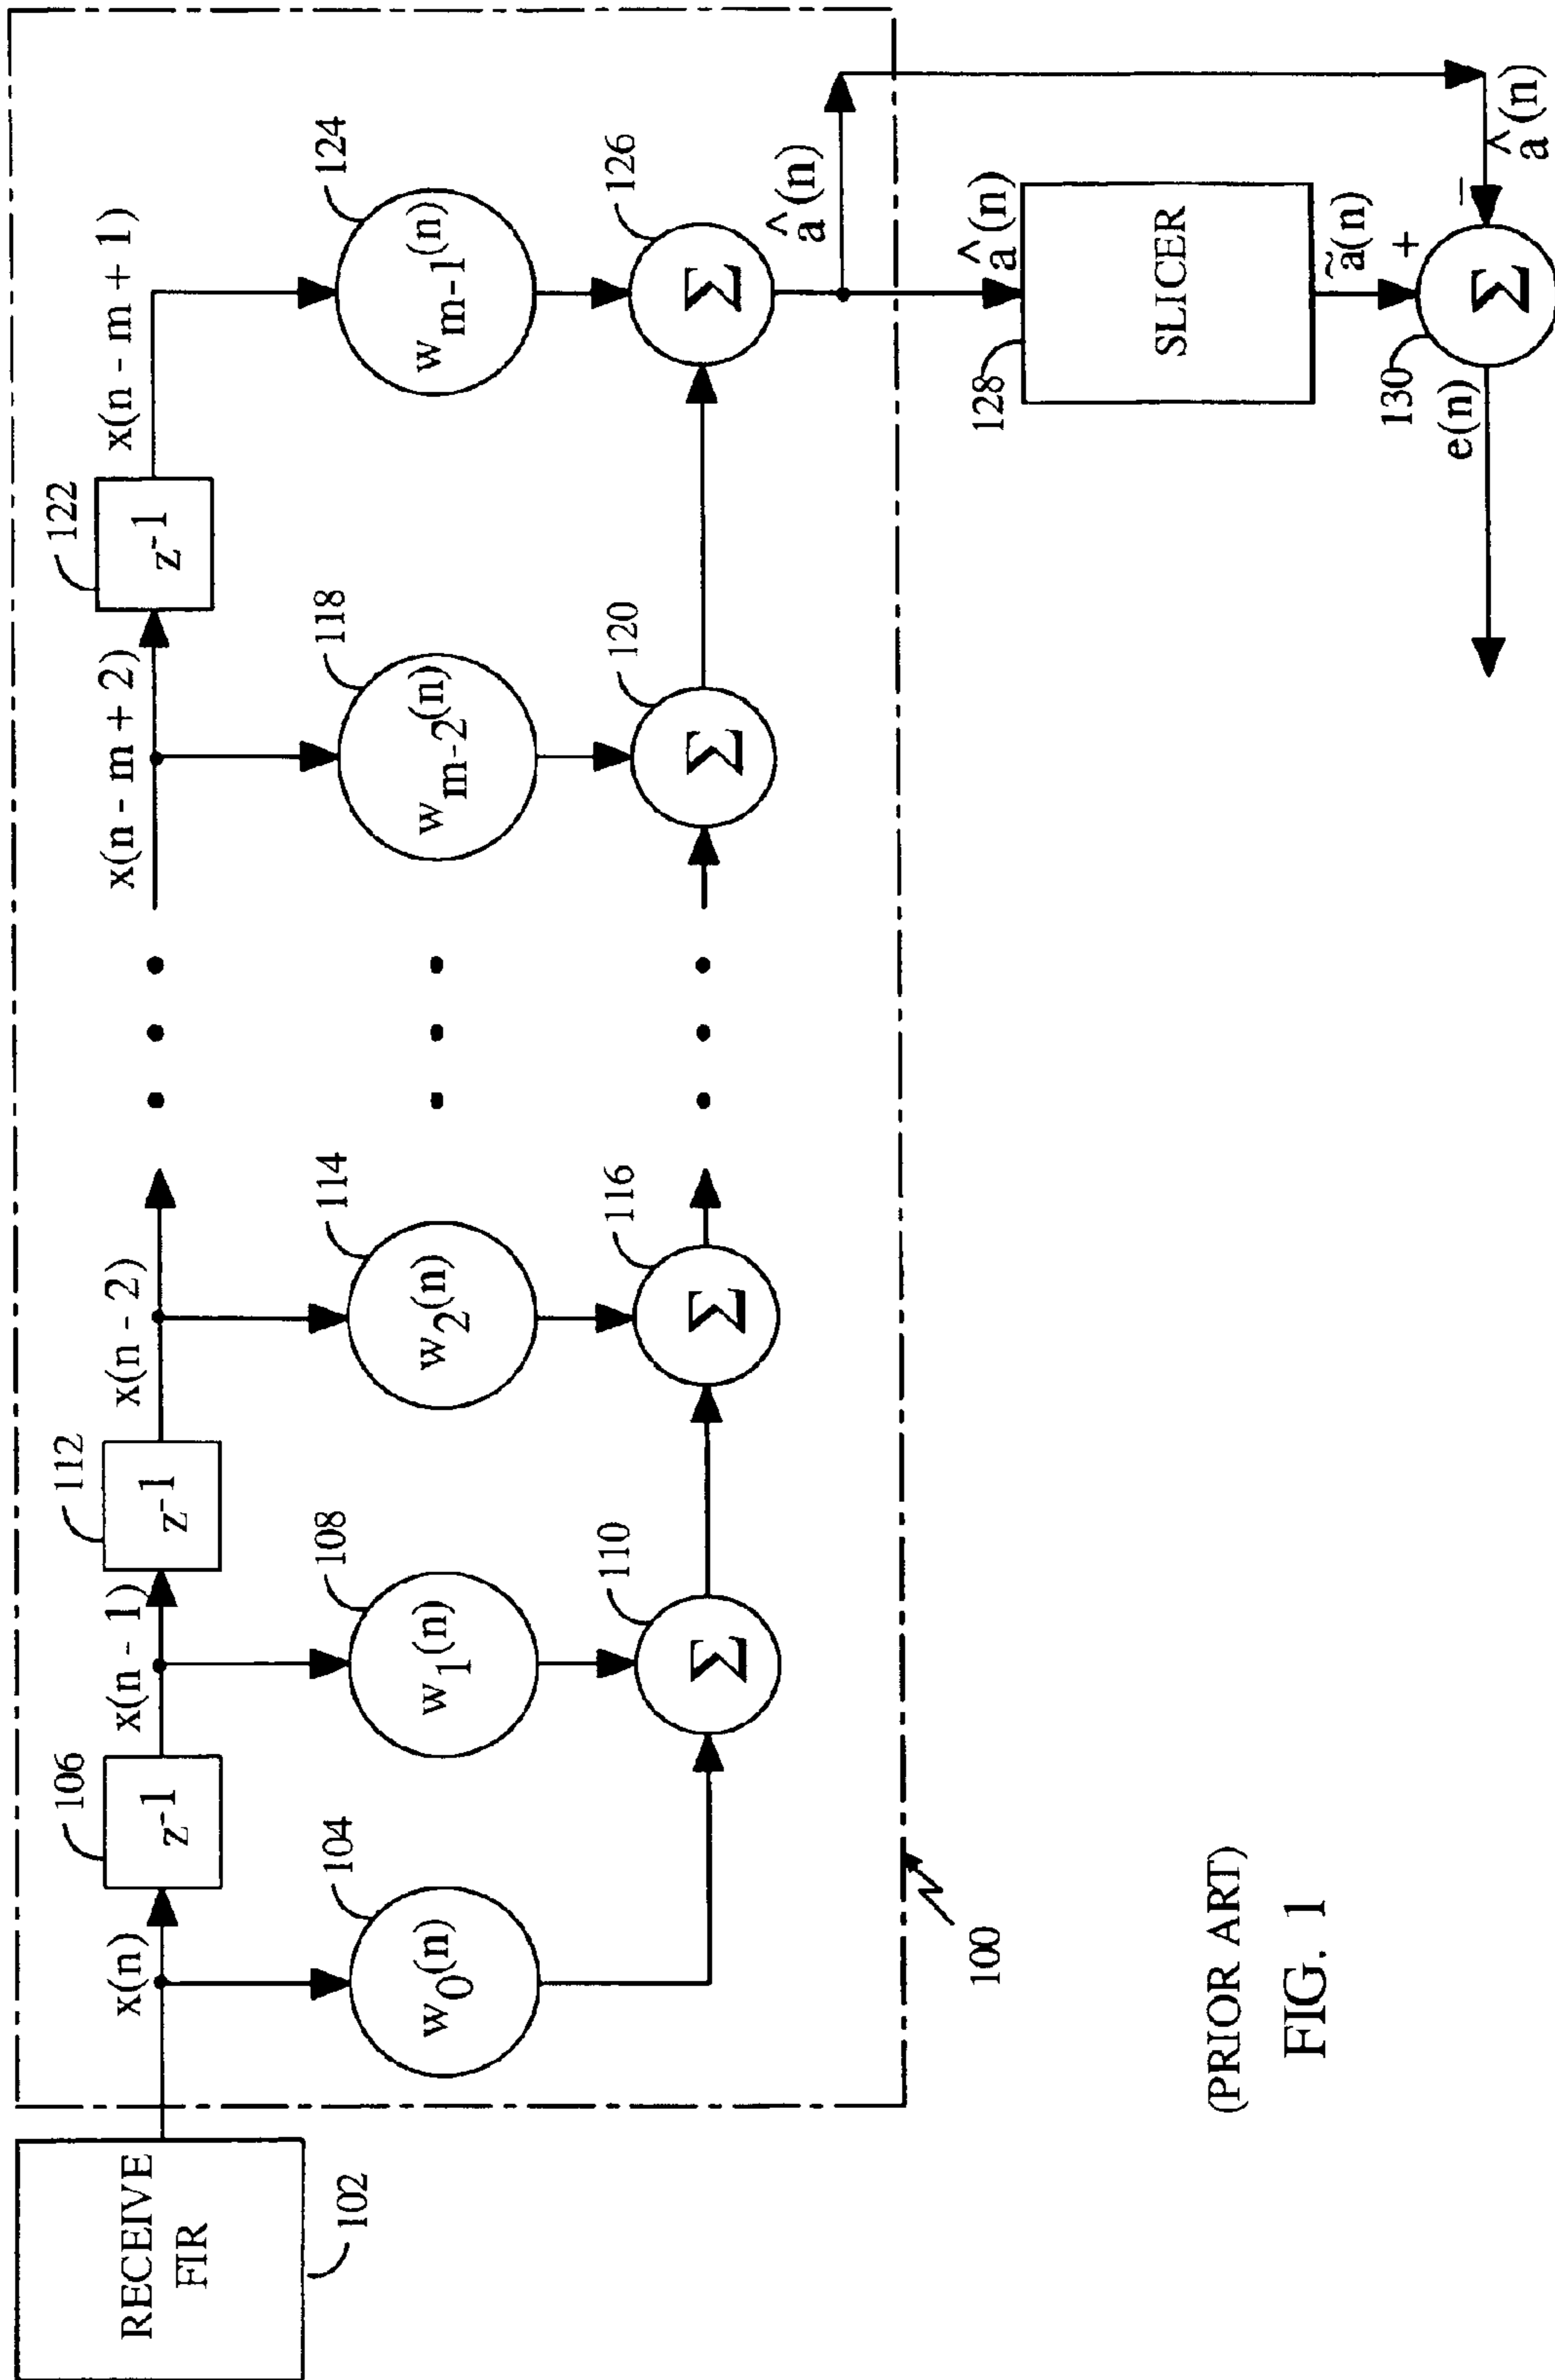 RECEIVE
FIR
102
x(n)
106
z⁻¹
x(n - 1)
112
z⁻¹
x(n - 2)
x(n - m + 2)
122
z⁻¹
x(n - m + 1)
104
w₀(n)
108
w₁(n)
114
w₂(n)
118
wₘ₋₂(n)
124
wₘ₋₁(n)
110
Σ
116
Σ
120
Σ
126
Σ
â(n)
100
â(n)
128
SLICER
ã(n)
+
−
â(n)
130
Σ
e(n)
(PRIOR ART)
FIG. 1